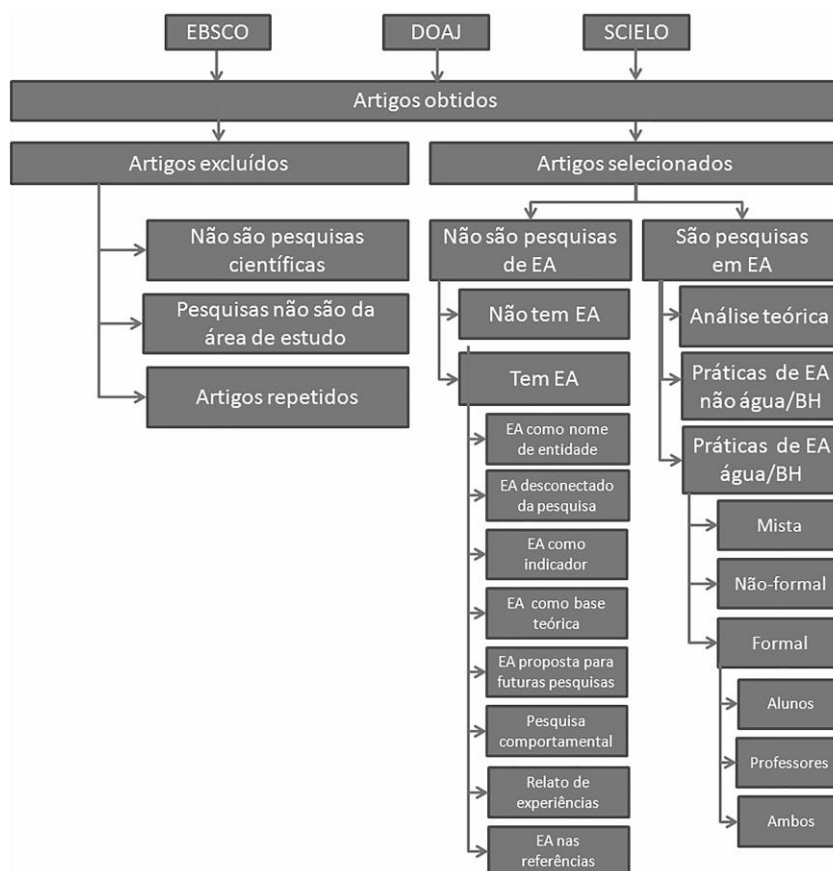 EBSCO
DOAJ
SCIELO
Artigos obtidos
Artigos excluídos
Artigos selecionados
Não são pesquisas
científicas
Pesquisas não são da
área de estudo
Artigos repetidos
Não são pesquisas
de EA
Não tem EA
Tem EA
EA como nome
de entidade
EA desconectado
da pesquisa
EA como
indicador
EA como base
teórica
EA proposta para
futuras pesquisas
Pesquisa
comportamental
Relato de
experiências
EA nas
referências
São pesquisas
em EA
Análise teórica
Práticas de EA
não água/BH
Práticas de EA
água/BH
Mista
Não-formal
Formal
Alunos
Professores
Ambos